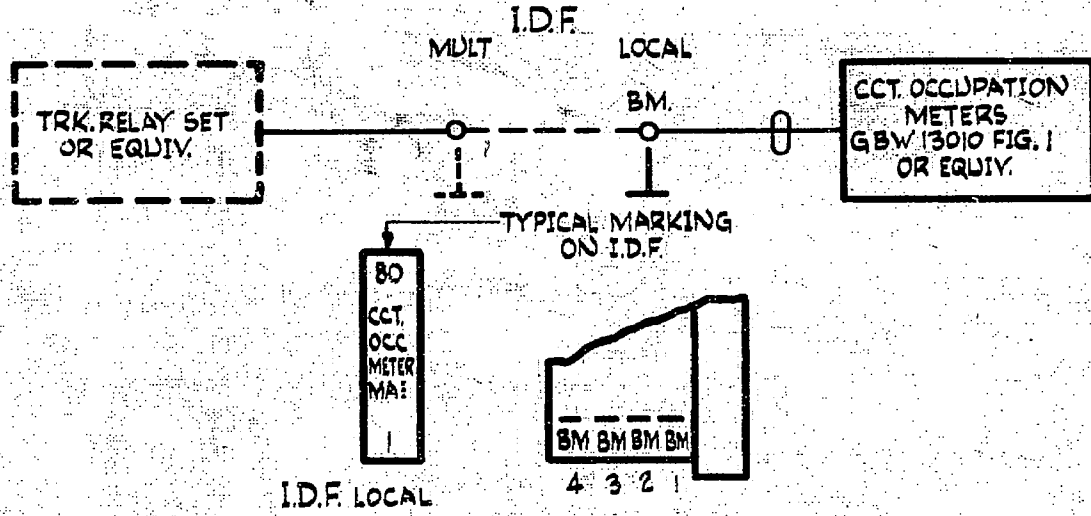 I.D.F.
MULT
LOCAL
BM.
TRK. RELAY SET
OR EQUIV.
CCT. OCCUPATION
METERS
GBW 13010 FIG. 1
OR EQUIV.
TYPICAL MARKING
ON I.D.F.
80
CCT.
OCC
METER
MA:
1
BM BM BM BM
4 3 2 1
I.D.F. LOCAL